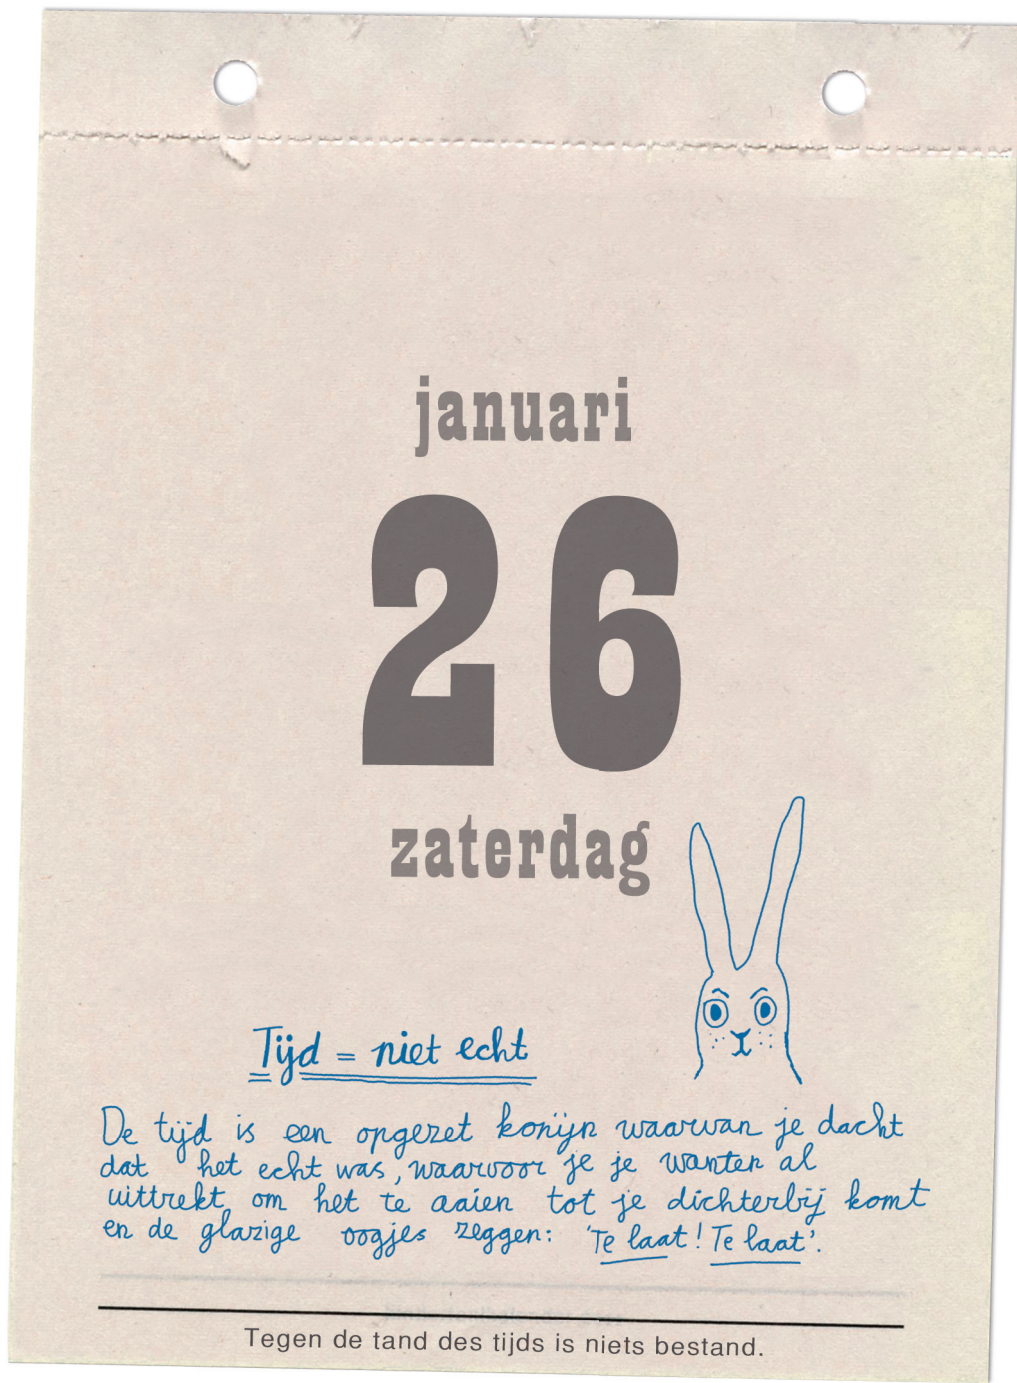 januari
26
zaterdag
Tijd = niet echt
De tijd is een opgezet konijn waarvan je dacht
dat het echt was, waarvoor je je wanten al
uittrekt om het te aaien tot je dichterbij komt
en de glazige oogjes zeggen: 'Te laat! Te laat'.
Tegen de tand des tijds is niets bestand.